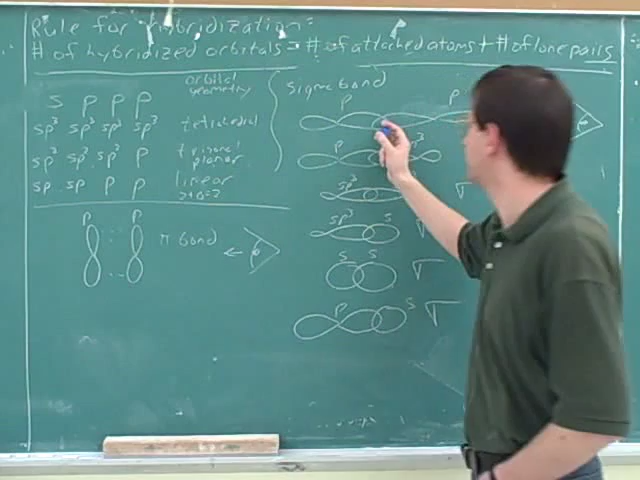 Rule for hybridization:
# of hybridized orbitals = # of attached atoms + # of lone pairs
orbital
geometry
s p p p
sp³ sp³ sp³ sp³ tetrahedral
sp² sp² sp² p trigonal
planar
sp sp p p linear
p p π bond
sigma bond
p p
p
sp³ σ
sp³ s σ
s s σ
p s σ